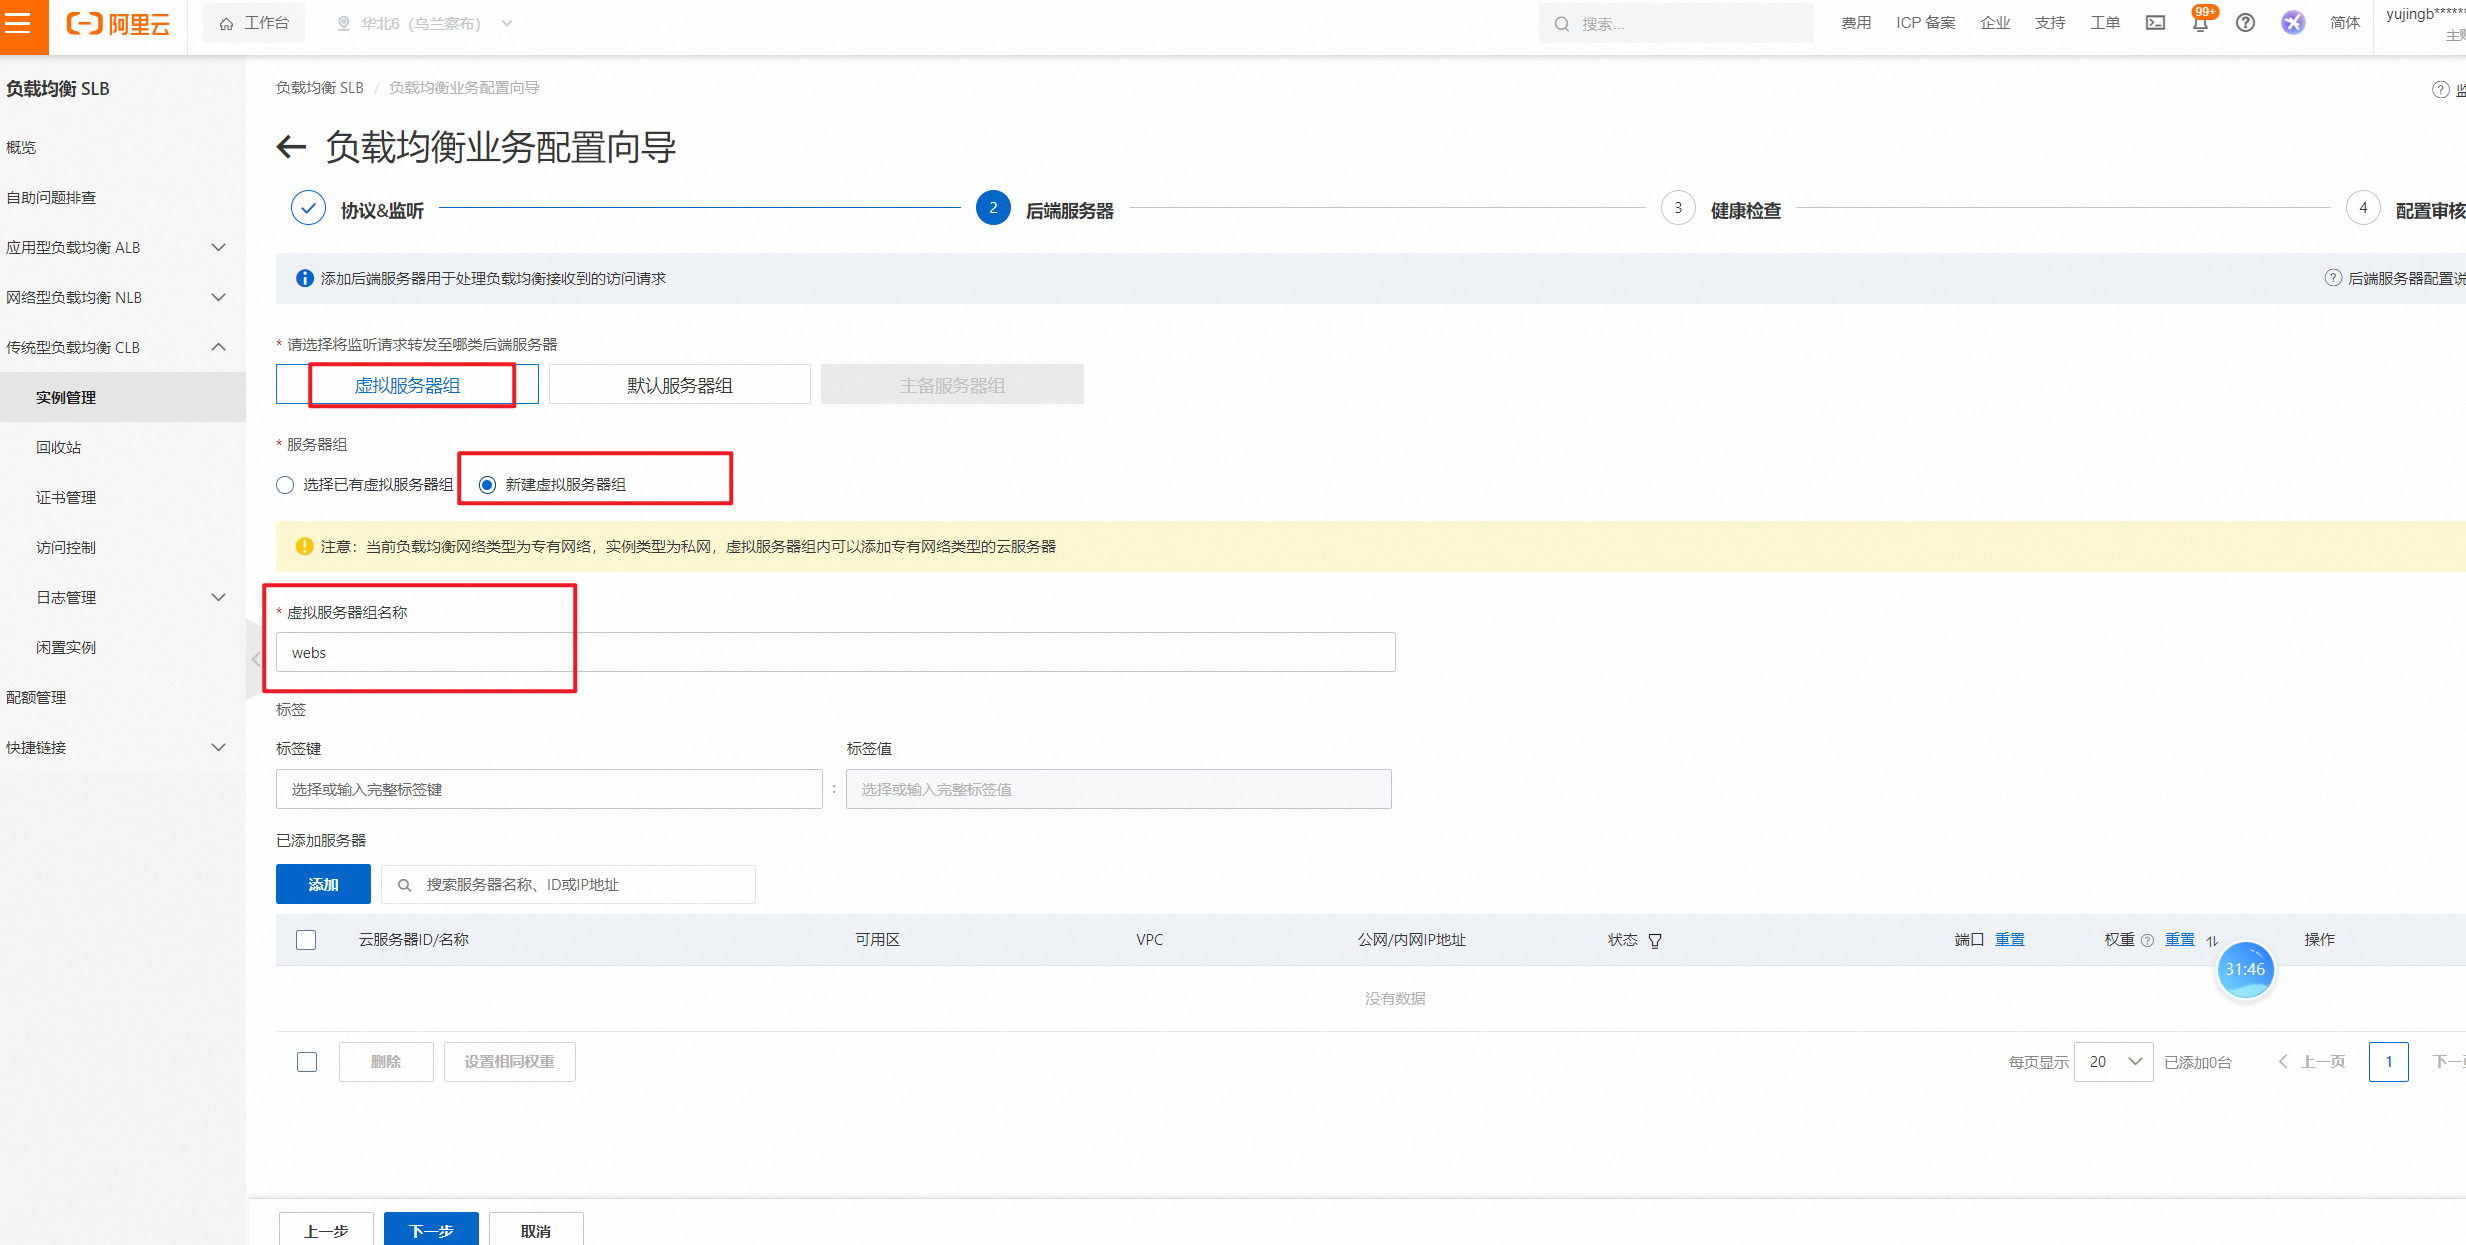 阿里云
工作台
华北6（乌兰察布）
搜索...
费用
ICP 备案
企业
支持
工单
99+
简体
yujingb******
主账
负载均衡 SLB
概览
自助问题排查
应用型负载均衡 ALB
网络型负载均衡 NLB
传统型负载均衡 CLB
实例管理
回收站
证书管理
访问控制
日志管理
闲置实例
配额管理
快捷链接
负载均衡 SLB / 负载均衡业务配置向导
监
负载均衡业务配置向导
协议&监听
2 后端服务器
3 健康检查
4 配置审核
添加后端服务器用于处理负载均衡接收到的访问请求
后端服务器配置说
* 请选择将监听请求转发至哪类后端服务器
虚拟服务器组
默认服务器组
主备服务器组
* 服务器组
选择已有虚拟服务器组
新建虚拟服务器组
注意：当前负载均衡网络类型为专有网络，实例类型为私网，虚拟服务器组内可以添加专有网络类型的云服务器
* 虚拟服务器组名称
webs
标签
标签键
标签值
选择或输入完整标签键
:
选择或输入完整标签值
已添加服务器
添加
搜索服务器名称、ID或IP地址
云服务器ID/名称
可用区
VPC
公网/内网IP地址
状态
端口 重置
权重 重置
操作
31:46
没有数据
删除
设置相同权重
每页显示 20 已添加0台
上一页
1
下一页
上一步
下一步
取消